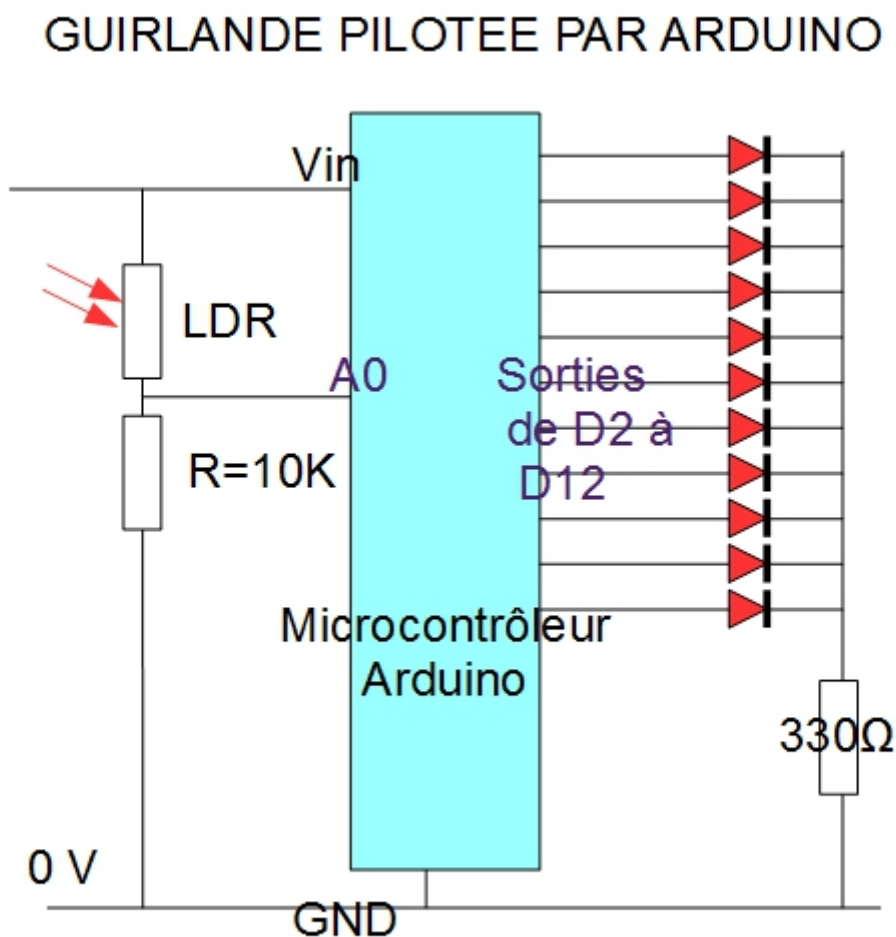 GUIRLANDE PILOTEE PAR ARDUINO
Vin
LDR
A0
Sorties
de D2 à
D12
R=10K
Microcontrôleur
Arduino
330Ω
0 V
GND